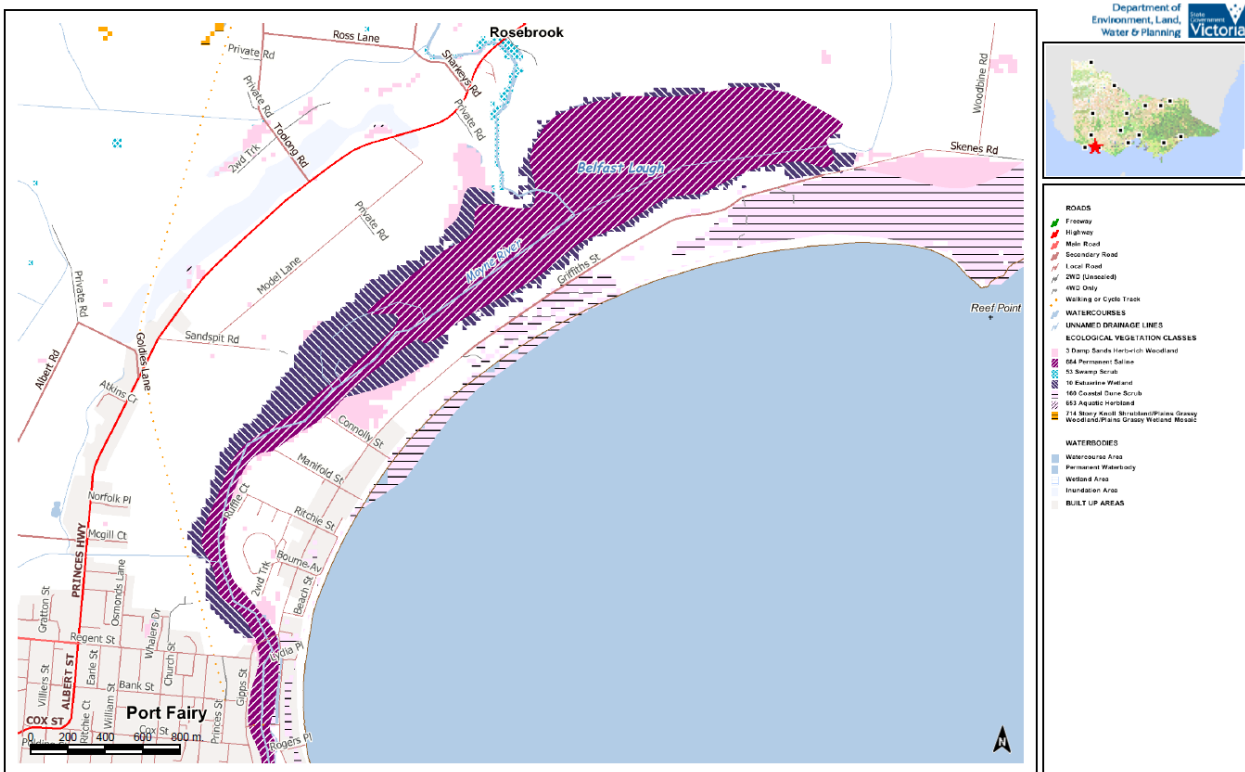 Department of
Environment, Land,
Water & Planning
State
Government
Victoria
Rosebrook
Ross Lane
Private Rd
Sharkeys Rd
Woodbine Rd
Private Rd
Private Rd
Toolong Rd
2wd Trk
Skenes Rd
Belfast Lough
Private Rd
Moyne River
Griffiths St
Model Lane
Private Rd
Reef Point
Sandspit Rd
Goldies Lane
Albert Rd
Atkins Cr
Connolly St
Manifold St
Ruffle Ct
Norfolk Pl
Ritchie St
Mcgill Ct
PRINCES HWY
Bourne Av
2wd Trk
Beach St
Osmonds Lane
Gratton St
Whalers Dr
Regent St
Church St
Lydia Pl
Earle St
ALBERT ST
Villiers St
Bank St
Gipps St
William St
Princes St
Ritchie Ct
Port Fairy
COX ST
Cox St
Rogers Pl
0 200 400 600 800 m
N
ROADS
Freeway
Highway
Main Road
Secondary Road
Local Road
2WD (Unsealed)
4WD Only
Walking or Cycle Track
WATERCOURSES
UNNAMED DRAINAGE LINES
ECOLOGICAL VEGETATION CLASSES
3 Damp Sands Herb-rich Woodland
684 Permanent Saline
53 Swamp Scrub
10 Estuarine Wetland
160 Coastal Dune Scrub
653 Aquatic Herbland
714 Stony Knoll Shrubland/Plains Grassy
Woodland/Plains Grassy Wetland Mosaic
WATERBODIES
Watercourse Area
Permanent Waterbody
Wetland Area
Inundation Area
BUILT UP AREAS